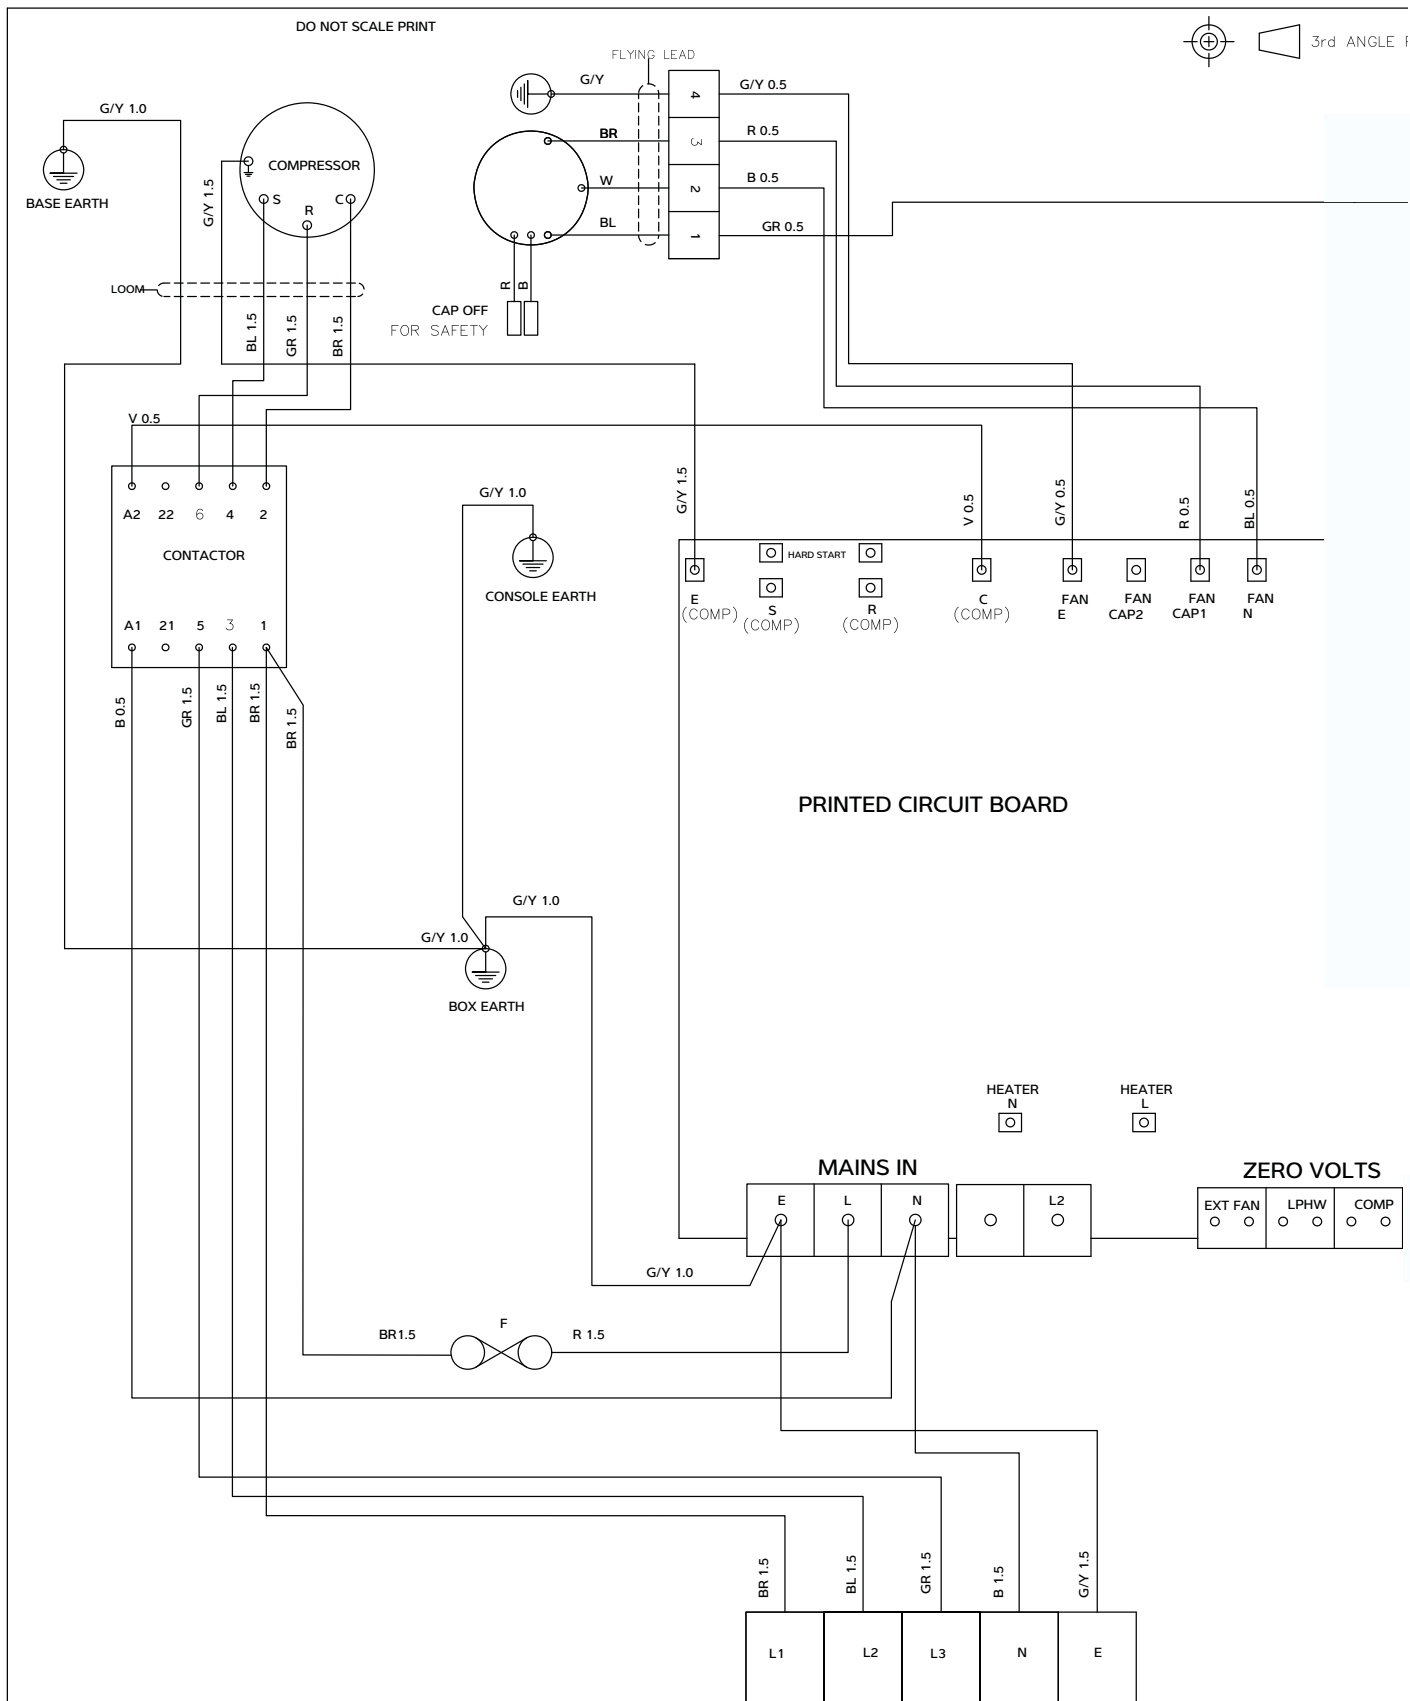 DO NOT SCALE PRINT
3rd ANGLE
FLYING LEAD
G/Y
4
G/Y 0.5
G/Y 1.0
BR
3
R 0.5
COMPRESSOR
W
2
B 0.5
BASE EARTH
G/Y 1.5
S
R
C
BL
1
GR 0.5
LOOM
R
B
CAP OFF
FOR SAFETY
BL 1.5
GR 1.5
BR 1.5
V 0.5
G/Y 1.5
V 0.5
G/Y 0.5
R 0.5
BL 0.5
G/Y 1.0
A2
22
6
4
2
CONTACTOR
HARD START
CONSOLE EARTH
E
(COMP)
S
(COMP)
R
(COMP)
C
(COMP)
FAN
E
FAN
CAP2
FAN
CAP1
FAN
N
A1
21
5
3
1
B 0.5
GR 1.5
BL 1.5
BR 1.5
BR 1.5
PRINTED CIRCUIT BOARD
G/Y 1.0
G/Y 1.0
BOX EARTH
HEATER
N
HEATER
L
MAINS IN
ZERO VOLTS
E
L
N
L2
EXT FAN
LPHW
COMP
G/Y 1.0
BR1.5
F
R 1.5
BR 1.5
BL 1.5
GR 1.5
B 1.5
G/Y 1.5
L1
L2
L3
N
E